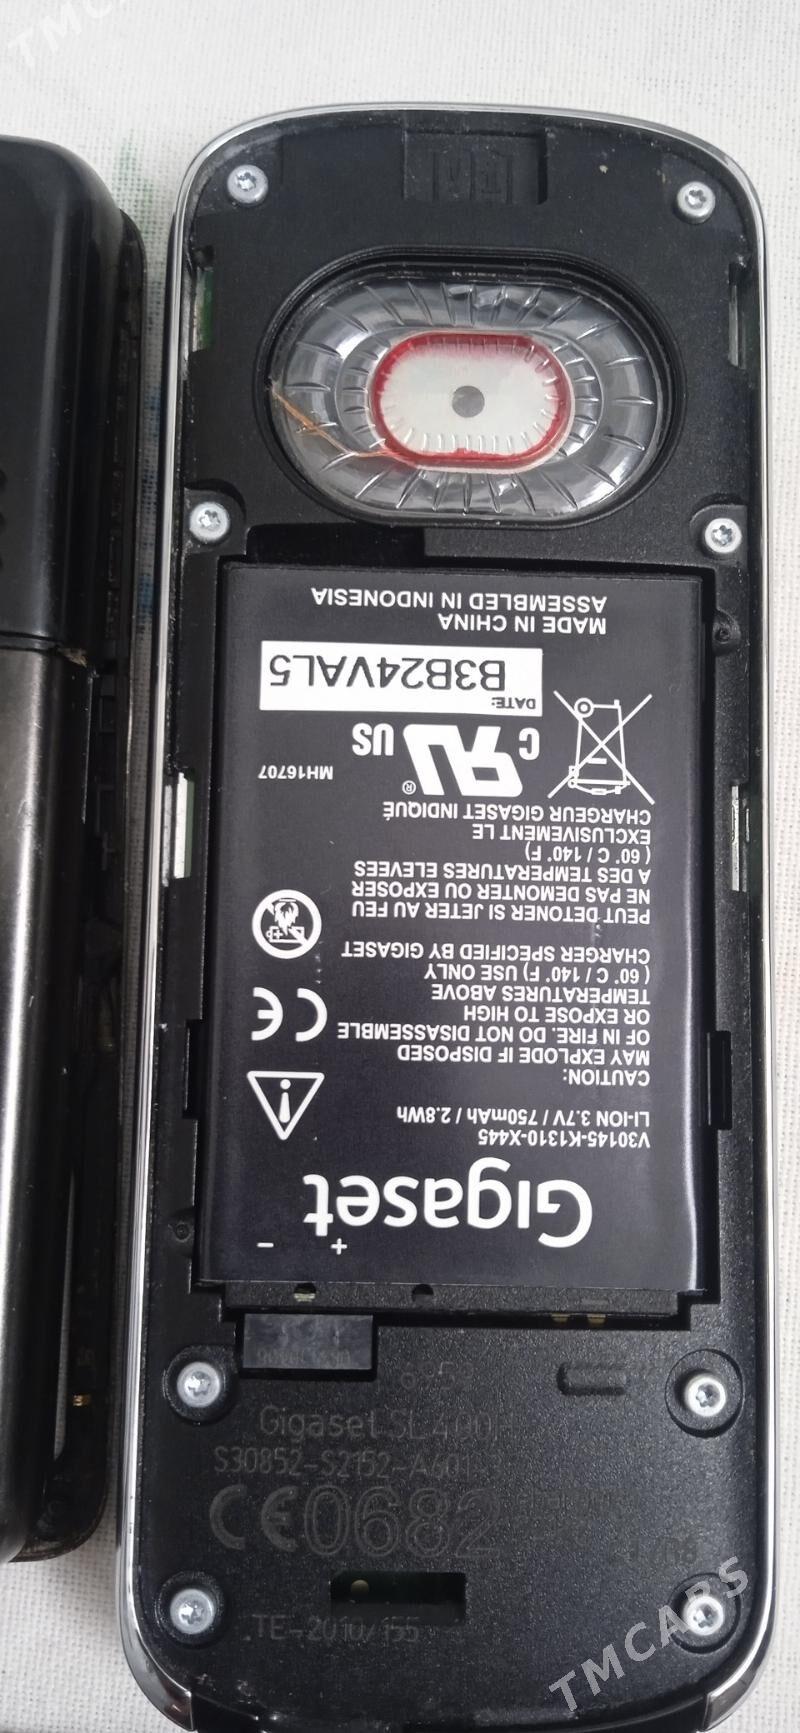 TMCARS
Gigaset
+ −
V30145-K1310-X445
LI-ION 3.7V / 750mAh / 2.8Wh
CAUTION:
MAY EXPLODE IF DISPOSED
OF IN FIRE. DO NOT DISASSEMBLE
OR EXPOSE TO HIGH
TEMPERATURES ABOVE
( 60° C / 140° F) USE ONLY
CHARGER SPECIFIED BY GIGASET
PEUT DETONER SI JETER AU FEU
NE PAS DEMONTER OU EXPOSER
A DES TEMPERATURES ELEVEES
( 60° C / 140° F)
EXCLUSIVEMENT LE
CHARGEUR GIGASET INDIQUÉ
CE
C RU US ®
MH16707
DATE:
B3B24VAL5
MADE IN CHINA
ASSEMBLED IN INDONESIA
Gigaset SL400H
S30852-S2152-A601
CE0682
TE-2010/155
TMCARS